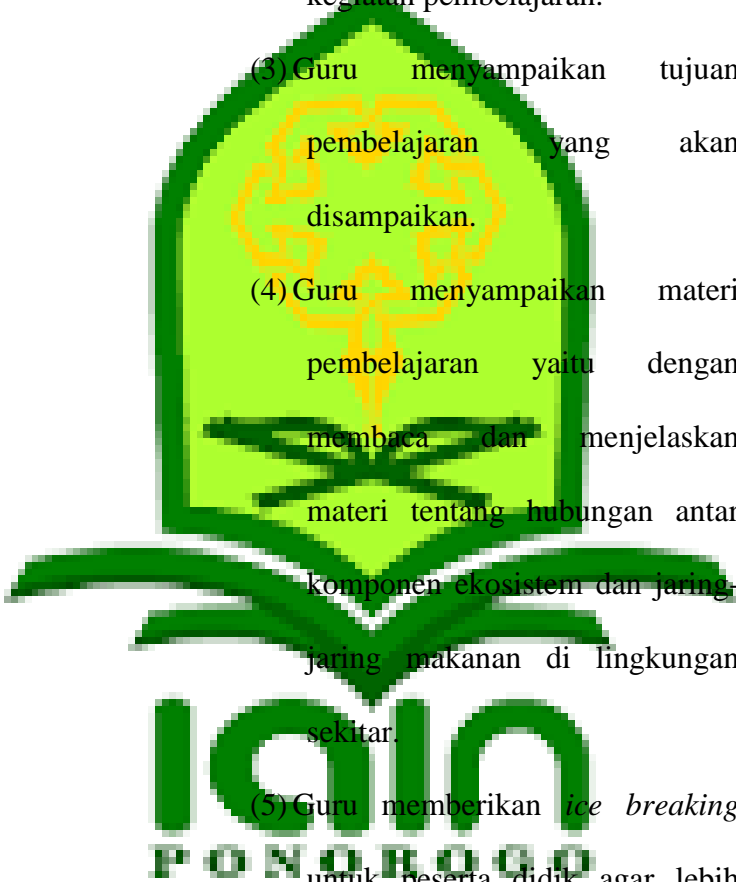 kegiatan pembelajaran.
(3) Guru menyampaikan tujuan
pembelajaran yang akan
disampaikan.
(4) Guru menyampaikan materi
pembelajaran yaitu dengan
membaca dan menjelaskan
materi tentang hubungan antar
komponen ekosistem dan jaring-
jaring makanan di lingkungan
sekitar.
(5) Guru memberikan ice breaking
untuk peserta didik agar lebih
iain
PONOROGO